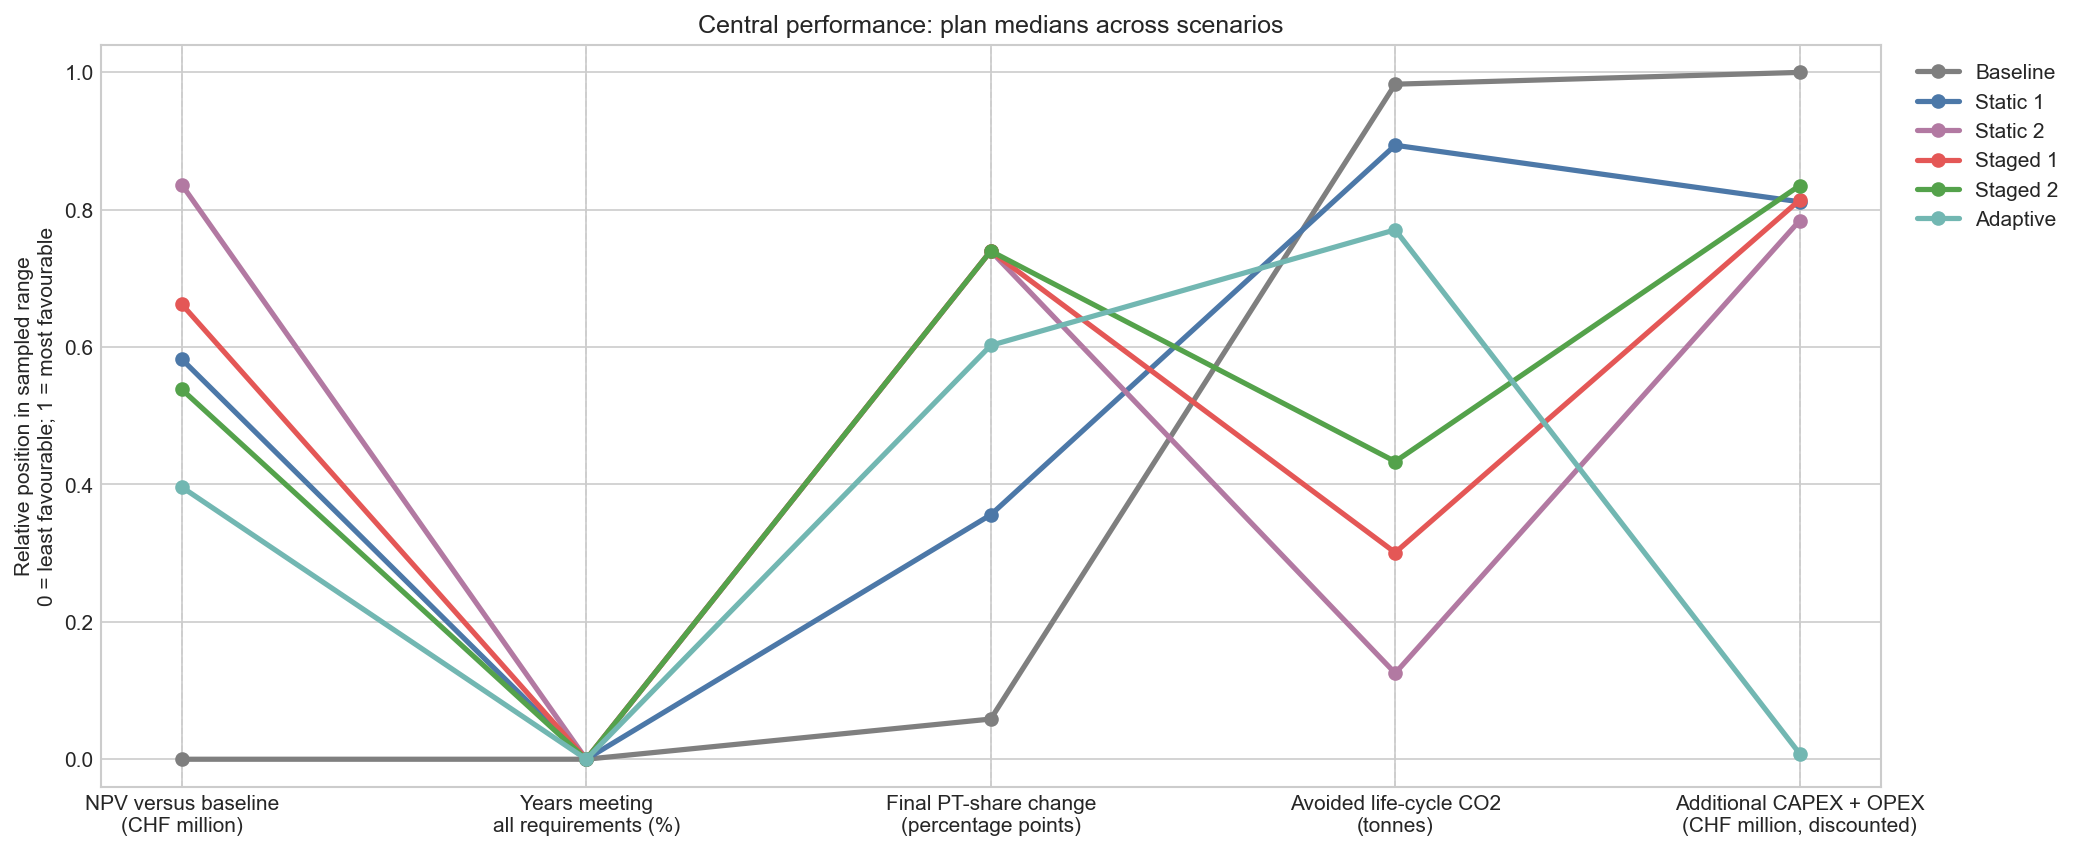 Central performance: plan medians across scenarios
Relative position in sampled range
0 = least favourable; 1 = most favourable
1.0
0.8
0.6
0.4
0.2
0.0
NPV versus baseline
(CHF million)
Years meeting
all requirements (%)
Final PT-share change
(percentage points)
Avoided life-cycle CO2
(tonnes)
Additional CAPEX + OPEX
(CHF million, discounted)
Baseline
Static 1
Static 2
Staged 1
Staged 2
Adaptive